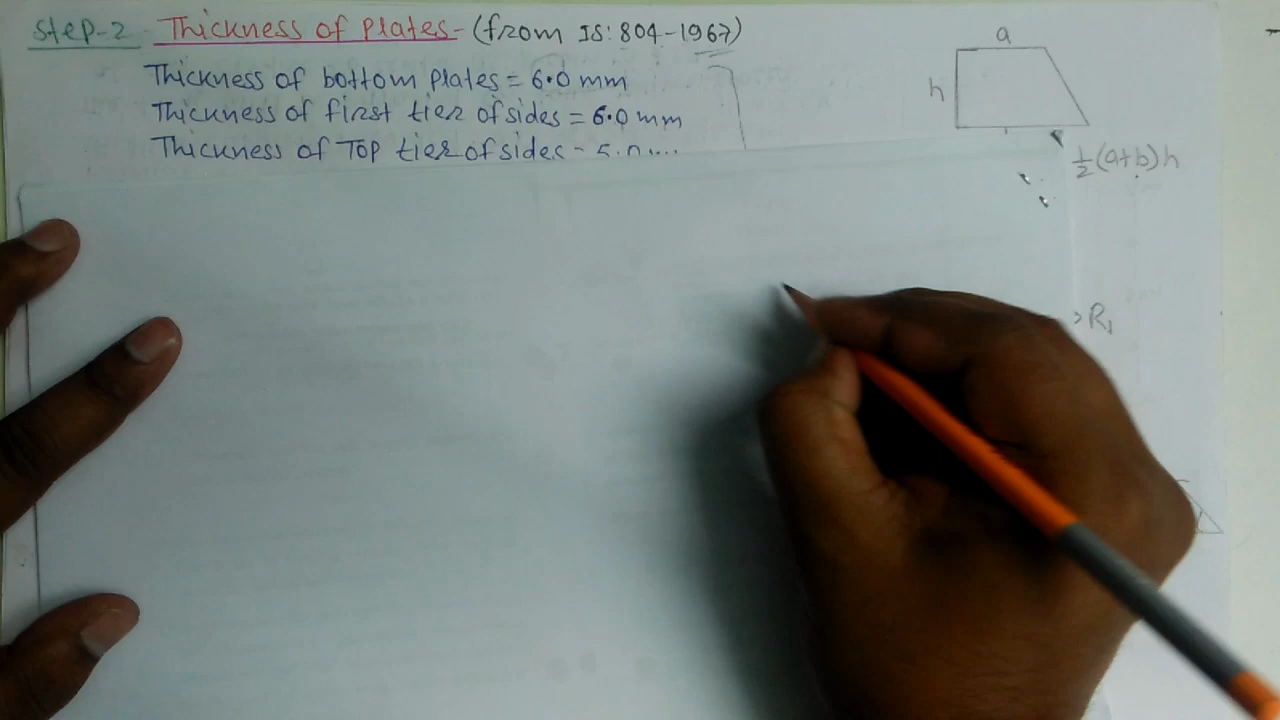 Step-2 Thickness of Plates - (from IS: 804-1967)
Thickness of bottom plates = 6.0 mm
Thickness of first tier of sides = 6.0 mm
Thickness of Top tier of sides -
a
h
½(a+b)h
>R₁